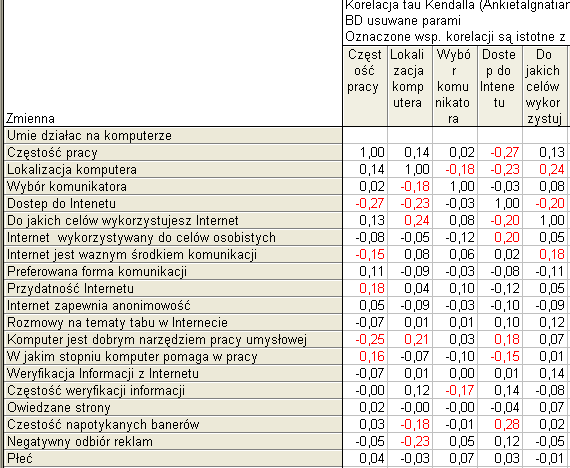 Korelacja tau Kendalla (AnkietaIgnatian
BD usuwane parami
Oznaczone wsp. korelacji są istotne z
Zmienna Częst ość pracy Lokali zacja komp utera Wybó r komu nikato ra Doste p do Intene tu Do jakich celów wykor zystuj
Umie działac na komputerze
Częstość pracy 1,00 0,14 0,02 -0,27 0,13
Lokalizacja komputera 0,14 1,00 -0,18 -0,23 0,24
Wybór komunikatora 0,02 -0,18 1,00 -0,03 0,08
Dostep do Intenetu -0,27 -0,23 -0,03 1,00 -0,20
Do jakich celów wykorzystujesz Internet 0,13 0,24 0,08 -0,20 1,00
Internet wykorzystywany do celów osobistych -0,08 -0,05 -0,12 0,20 0,05
Internet jest waznym środkiem komunikacji -0,15 0,08 0,06 0,02 0,18
Preferowana forma komunikacji 0,11 -0,09 -0,03 -0,08 -0,11
Przydatność Internetu 0,18 0,04 0,10 -0,12 0,05
Internet zapewnia anonimowość 0,05 -0,09 -0,03 -0,10 -0,09
Rozmowy na tematy tabu w Internecie -0,07 0,01 0,01 0,10 0,12
Komputer jest dobrym narzędziem pracy umysłowej -0,25 0,21 0,03 0,18 0,07
W jakim stopniu komputer pomaga w pracy 0,16 -0,07 -0,10 -0,15 0,01
Weryfikacja Informacji z Internetu -0,07 0,01 0,00 0,01 0,14
Częstość weryfikacji informacji -0,00 0,12 -0,17 0,14 -0,08
Owiedzane strony 0,02 -0,00 -0,00 -0,04 0,07
Czestość napotykanych banerów 0,03 -0,18 -0,01 0,28 0,02
Negatywny odbiór reklam -0,05 -0,23 0,05 0,12 -0,05
Płeć 0,04 -0,03 0,07 0,03 -0,01